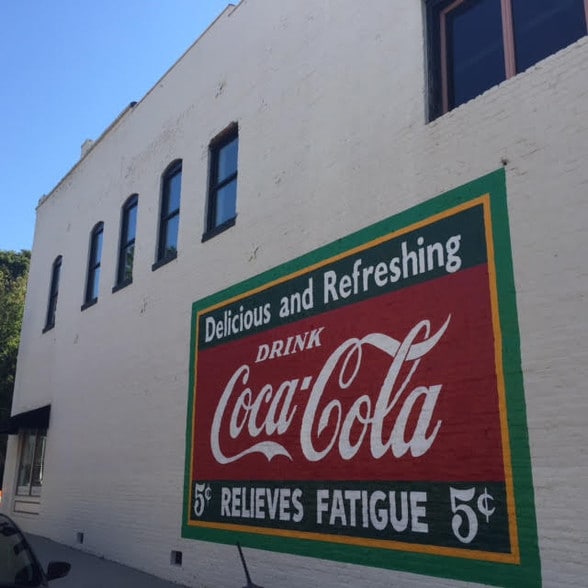 Delicious and Refreshing
DRINK
Coca-Cola
5¢ RELIEVES FATIGUE 5¢